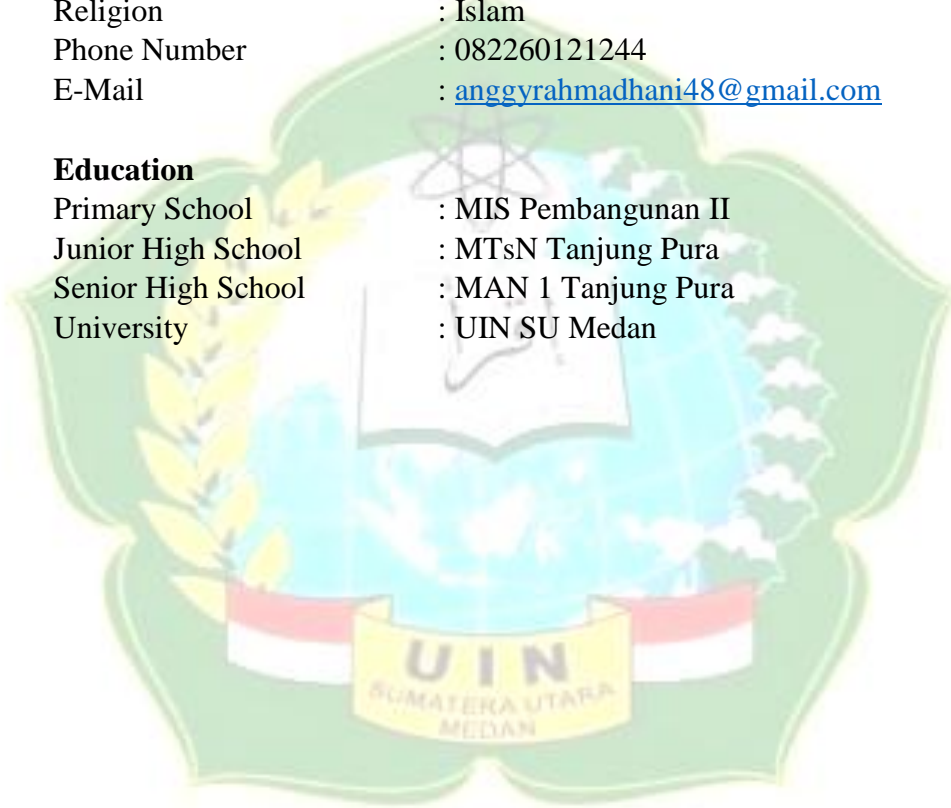 Religion : Islam
Phone Number : 082260121244
E-Mail : anggyrahmadhani48@gmail.com
Education
Primary School : MIS Pembangunan II
Junior High School : MTsN Tanjung Pura
Senior High School : MAN 1 Tanjung Pura
University : UIN SU Medan
UIN
SUMATERA UTARA
MEDAN